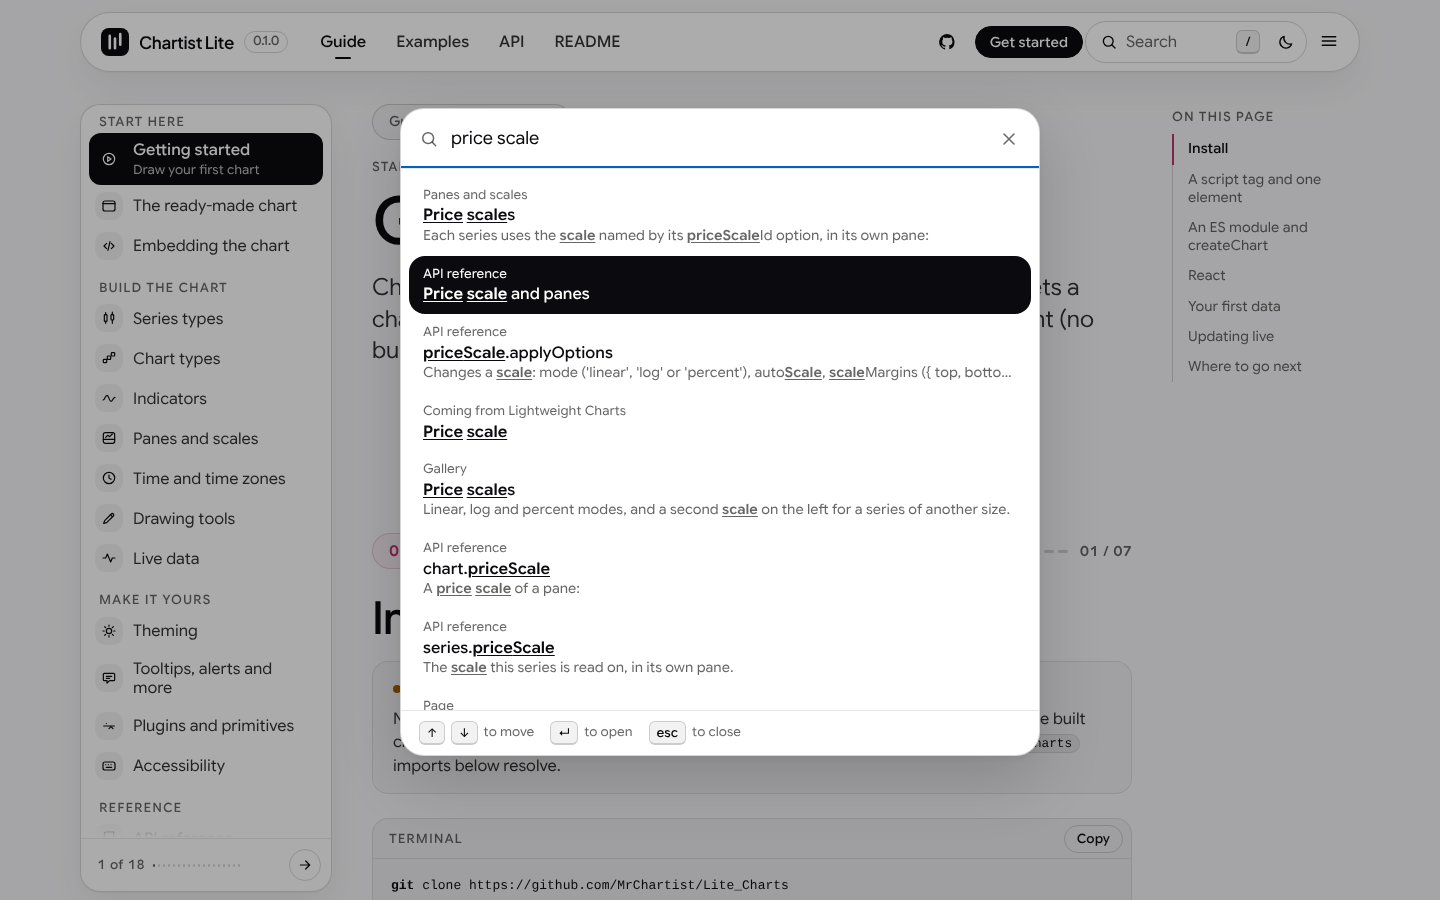 Chartist Lite 0.1.0 Guide Examples API README Get started Search /
START HERE
Getting started
Draw your first chart
The ready-made chart
Embedding the chart
BUILD THE CHART
Series types
Chart types
Indicators
Panes and scales
Time and time zones
Drawing tools
Live data
MAKE IT YOURS
Theming
Tooltips, alerts and
more
Plugins and primitives
Accessibility
REFERENCE
API reference
1 of 18
price scale
Panes and scales
Price scales
Each series uses the scale named by its priceScaleId option, in its own pane:
API reference
Price scale and panes
API reference
priceScale.applyOptions
Changes a scale: mode ('linear', 'log' or 'percent'), autoScale, scaleMargins ({ top, botto...
Coming from Lightweight Charts
Price scale
Gallery
Price scales
Linear, log and percent modes, and a second scale on the left for a series of another size.
API reference
chart.priceScale
A price scale of a pane:
API reference
series.priceScale
The scale this series is read on, in its own pane.
Page
↑ ↓ to move ↵ to open esc to close
01 / 07
built
imports below resolve.
TERMINAL
Copy
git clone https://github.com/MrChartist/Lite_Charts
ON THIS PAGE
Install
A script tag and one
element
An ES module and
createChart
React
Your first data
Updating live
Where to go next